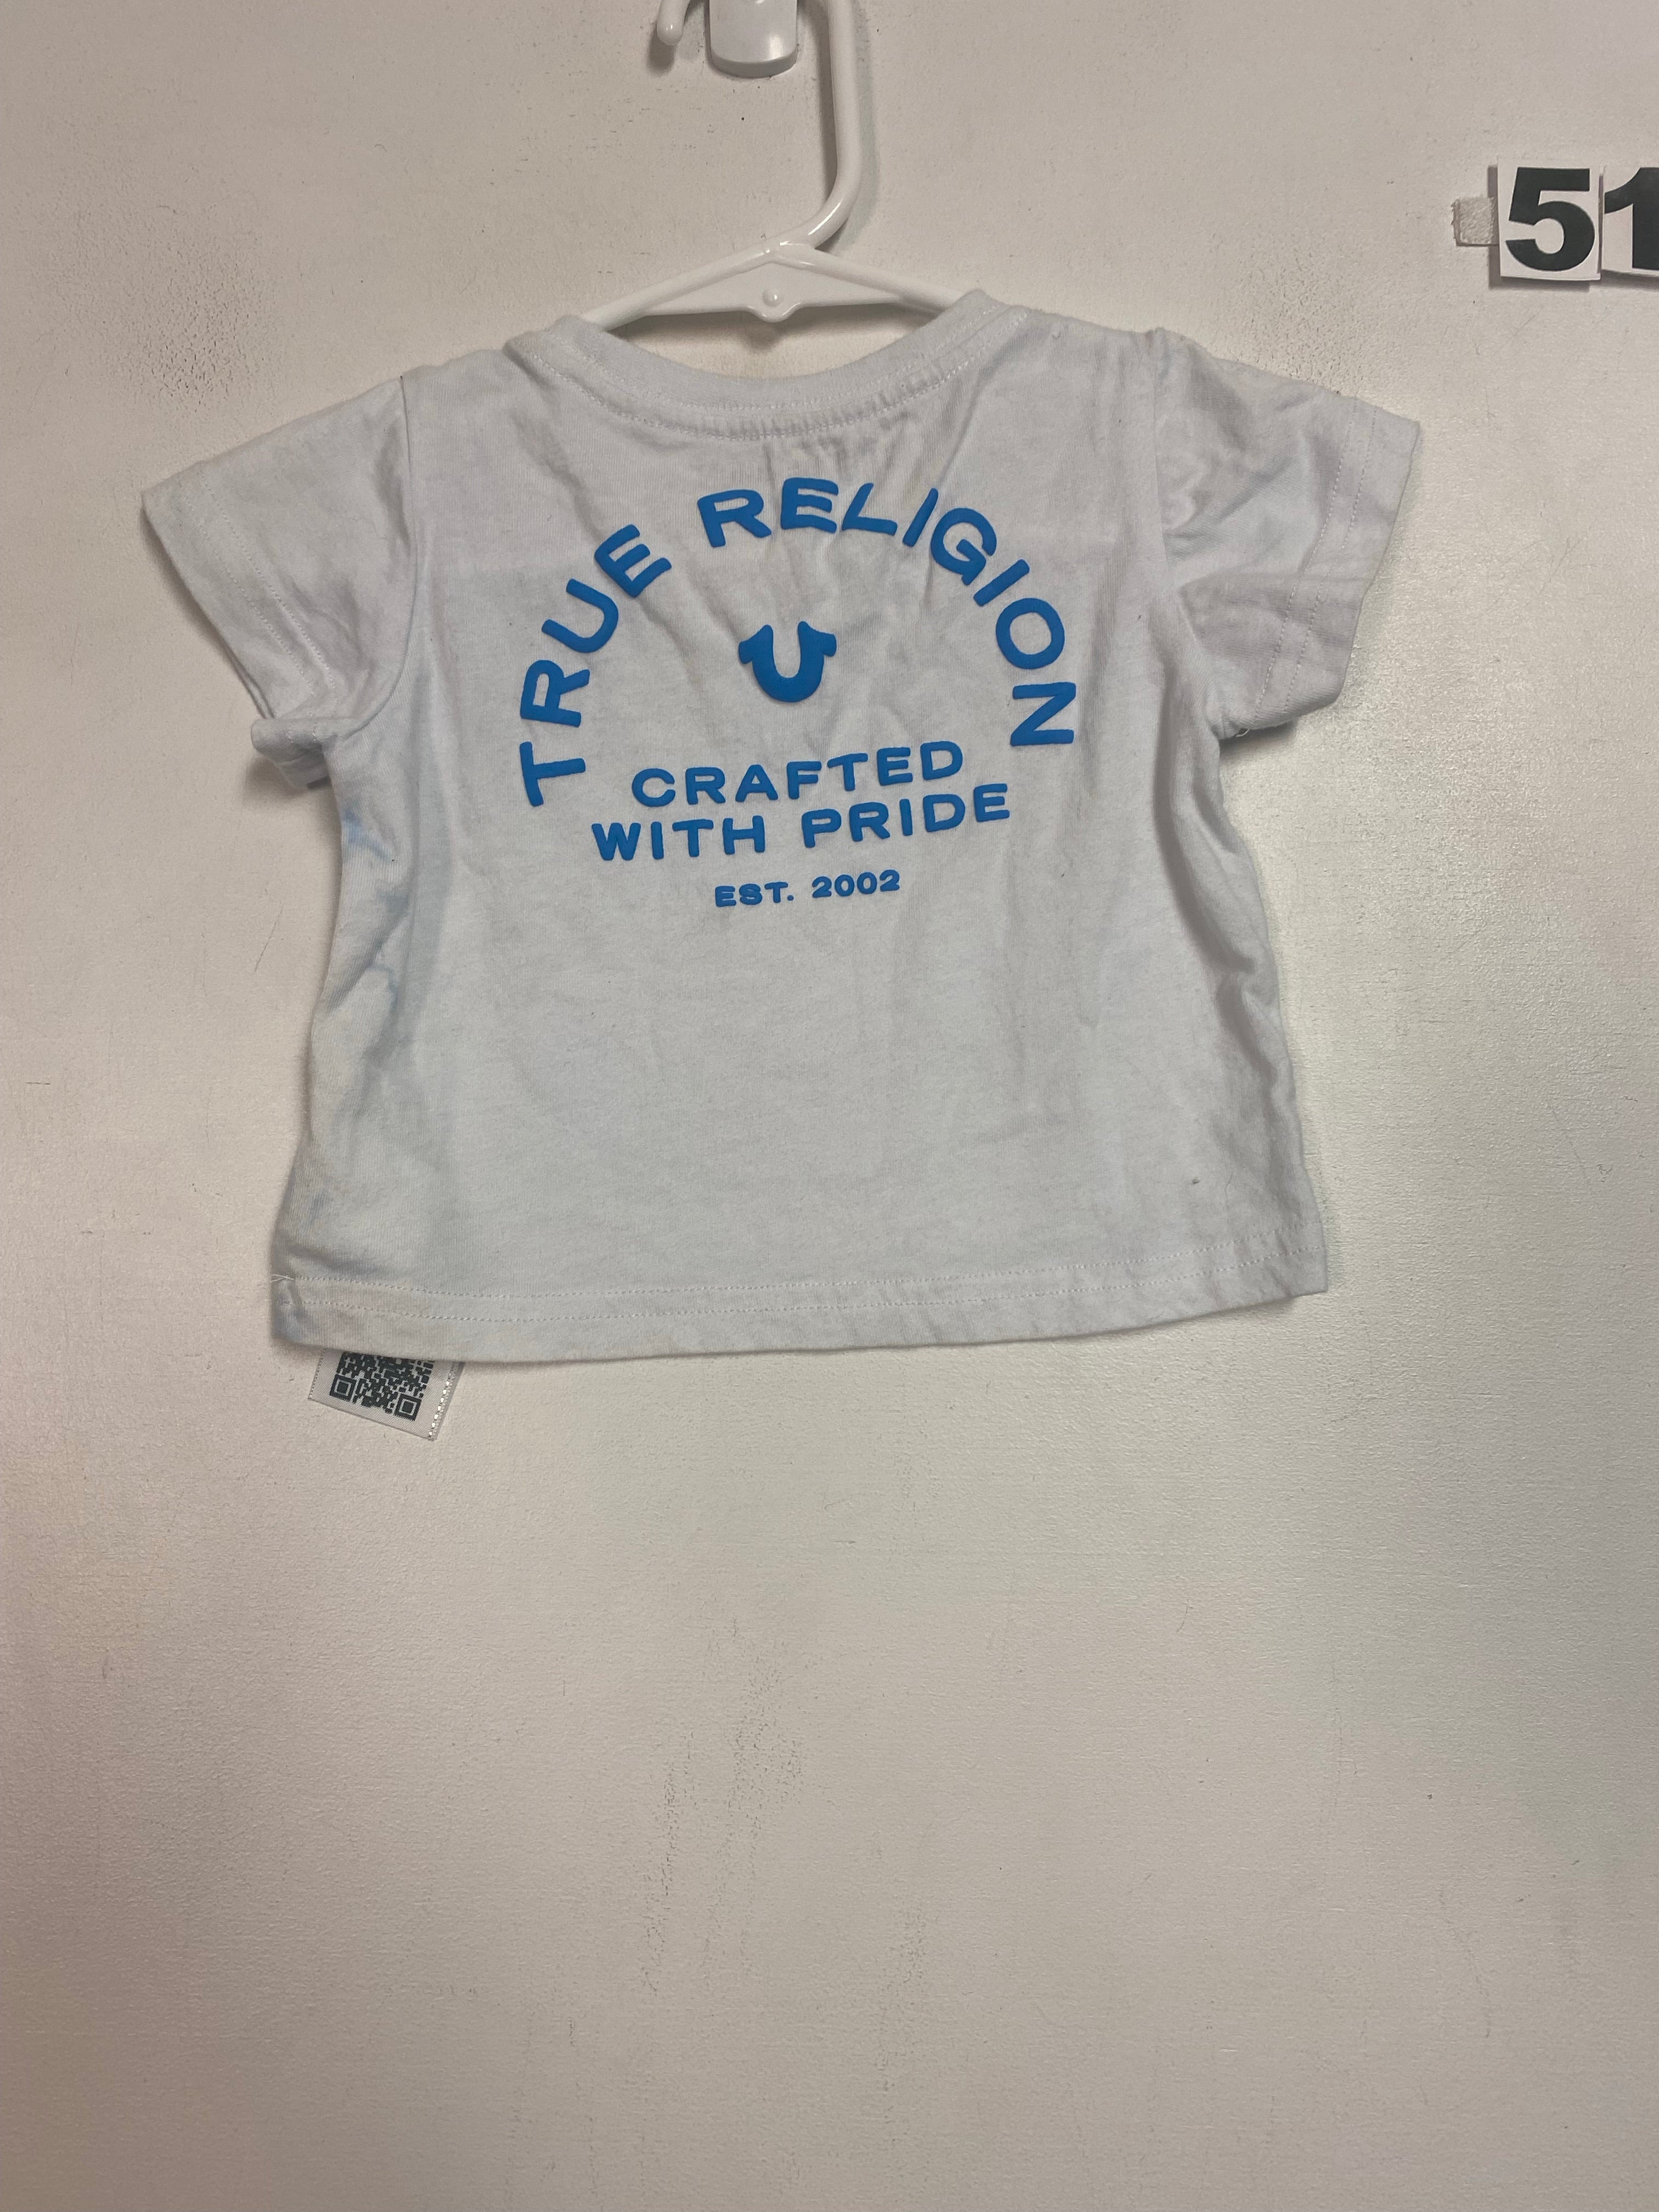 51
TRUE RELIGION
CRAFTED
WITH PRIDE
EST. 2002